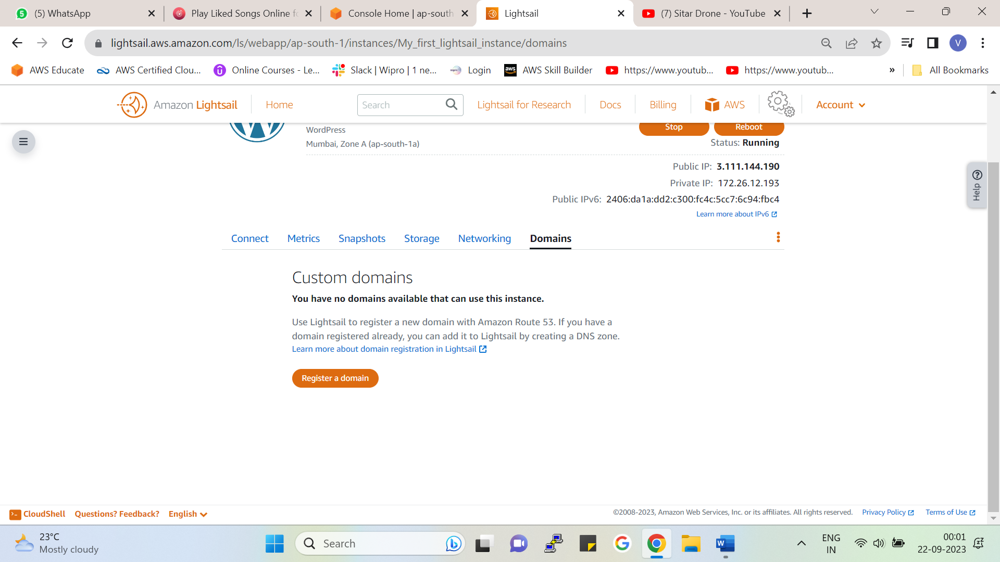 (5) WhatsApp
Play Liked Songs Online fo
Console Home | ap-south
Lightsail
(7) Sitar Drone - YouTube
lightsail.aws.amazon.com/ls/webapp/ap-south-1/instances/My_first_lightsail_instance/domains
V
AWS Educate
AWS Certified Clou...
Online Courses - Le...
Slack | Wipro | 1 ne...
Login
AWS Skill Builder
https://www.youtub...
https://www.youtub...
»
All Bookmarks
Amazon Lightsail
Home
Search
Lightsail for Research
Docs
Billing
AWS
Account
WordPress
Stop
Reboot
Mumbai, Zone A (ap-south-1a)
Status: Running
Public IP: 3.111.144.190
Private IP: 172.26.12.193
Public IPv6: 2406:da1a:dd2:c300:fc4c:5cc7:6c94:fbc4
Learn more about IPv6
Help
Connect
Metrics
Snapshots
Storage
Networking
Domains
Custom domains
You have no domains available that can use this instance.
Use Lightsail to register a new domain with Amazon Route 53. If you have a
domain registered already, you can add it to Lightsail by creating a DNS zone.
Learn more about domain registration in Lightsail
Register a domain
CloudShell
Questions? Feedback?
English
©2008-2023, Amazon Web Services, Inc. or its affiliates. All rights reserved.
Privacy Policy
Terms of Use
23°C
Mostly cloudy
Search
ENG
IN
00:01
22-09-2023